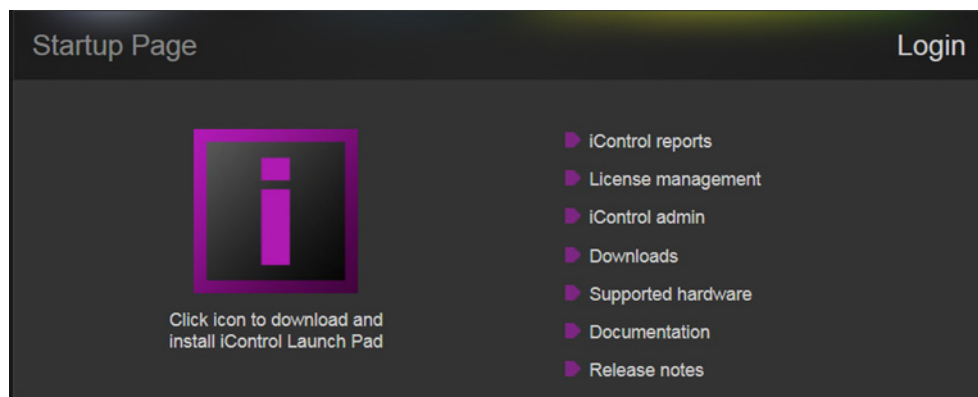 Startup Page
Login
Click icon to download and
install iControl Launch Pad
iControl reports
License management
iControl admin
Downloads
Supported hardware
Documentation
Release notes